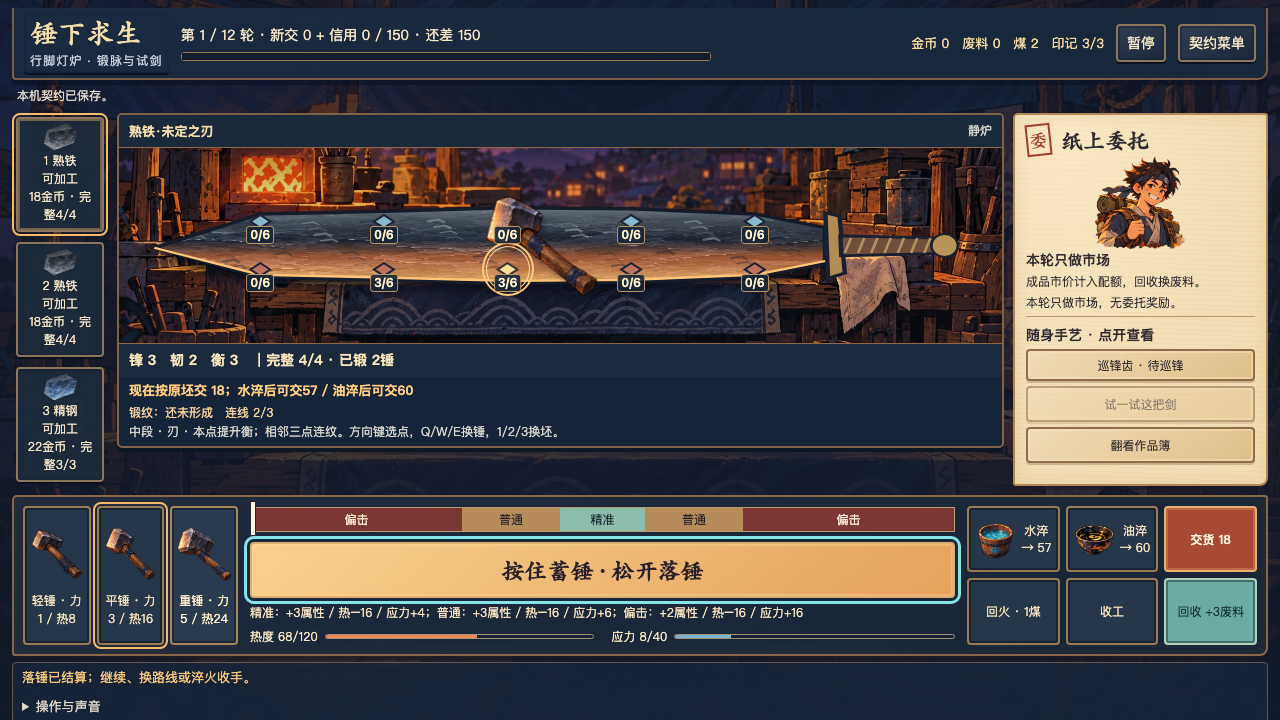 锤下求生
行脚灯炉 · 锻脉与试剑
第 1 / 12 轮 · 新交 0 + 信用 0 / 150 · 还差 150
金币 0 废料 0 煤 2 印记 3/3
暂停
契约菜单
本机契约已保存。
1 熟铁
可加工
18金币 · 完
整4/4
2 熟铁
可加工
18金币 · 完
整4/4
3 精钢
可加工
22金币 · 完
整3/3
熟铁·未定之刃
静炉
0/6 0/6 0/6 0/6 0/6
0/6 3/6 3/6 0/6 0/6
锋 3 韧 2 衡 3 | 完整 4/4 · 已锻 2锤
现在按原坯交 18；水淬后可交57 / 油淬后可交60
锻纹：还未形成 连线 2/3
中段 · 刃 · 本点提升衡；相邻三点连纹。方向键选点，Q/W/E换锤，1/2/3换坯。
委
纸上委托
本轮只做市场
成品市价计入配额，回收换废料。
本轮只做市场，无委托奖励。
随身手艺 · 点开查看
巡锋齿 · 待巡锋
试一试这把剑
翻看作品簿
轻锤 · 力
1 / 热8
平锤 · 力
3 / 热16
重锤 · 力
5 / 热24
偏击 普通 精准 普通 偏击
按住蓄锤 · 松开落锤
精准：+3属性 / 热−16 / 应力+4；普通：+3属性 / 热−16 / 应力+6；偏击：+2属性 / 热−16 / 应力+16
热度 68/120
应力 8/40
水淬
→ 57
油淬
→ 60
交货 18
回火 · 1煤
收工
回收 +3废料
落锤已结算；继续、换路线或淬火收手。
▶ 操作与声音